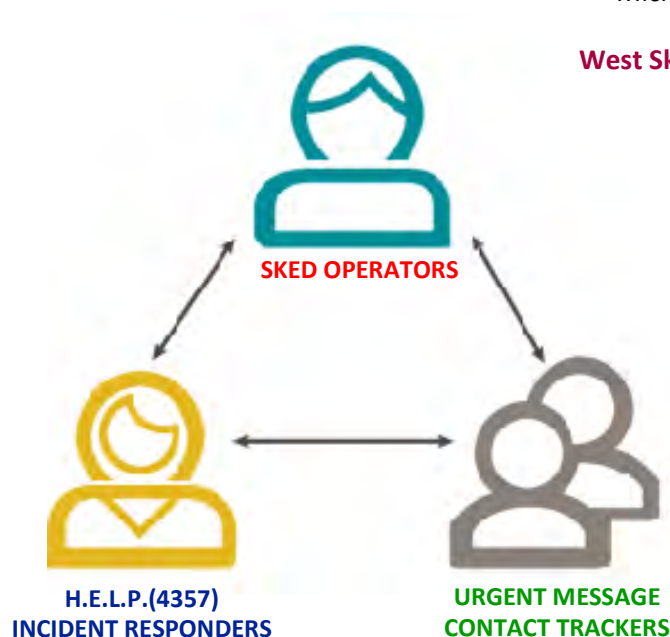 West Sk
SKED OPERATORS
H.E.L.P.(4357)
INCIDENT RESPONDERS
URGENT MESSAGE
CONTACT TRACKERS